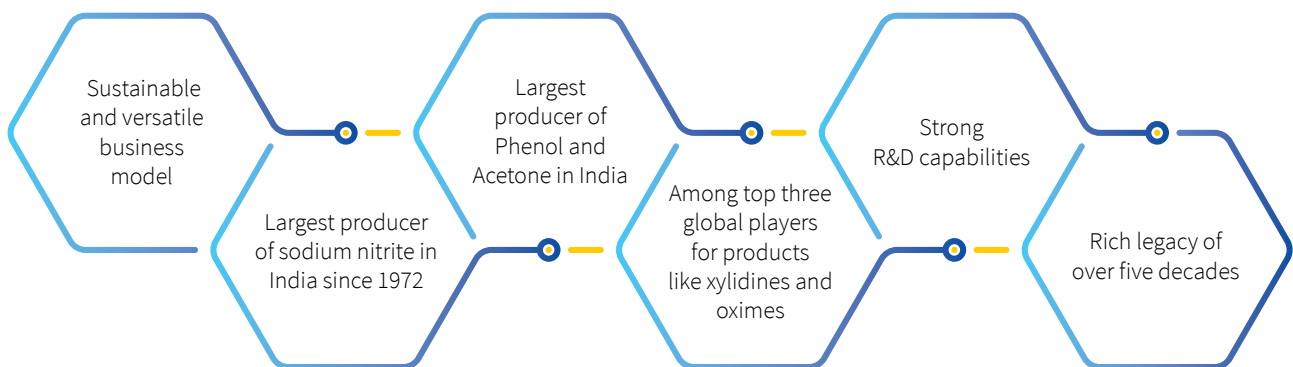 Sustainable
and versatile
business
model
Largest producer
of sodium nitrite in
India since 1972
Largest
producer of
Phenol and
Acetone in India
Among top three
global players
for products
like xylidines and
oximes
Strong
R&D capabilities
Rich legacy of
over five decades